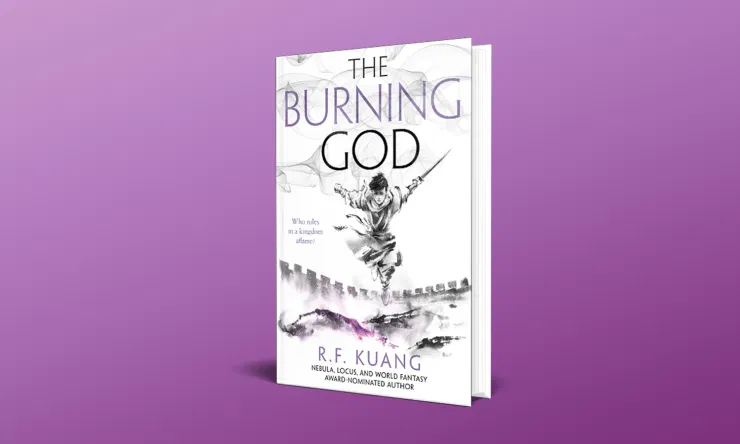 THE
BURNING
GOD
Who rules
in a kingdom
aflame?
R.F. KUANG
NEBULA, LOCUS, AND WORLD FANTASY
AWARD-NOMINATED AUTHOR